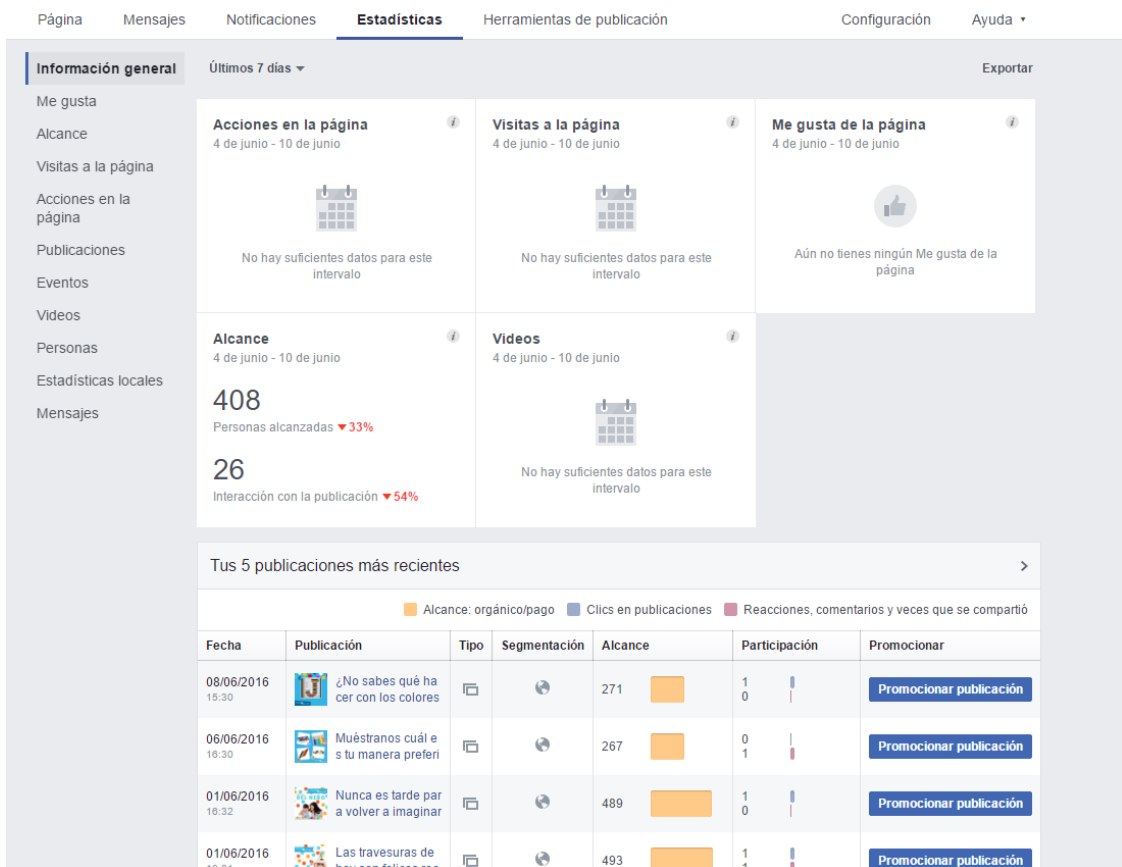 Página Mensajes Notificaciones Estadísticas Herramientas de publicación Configuración Ayuda
Información general
Me gusta
Alcance
Visitas a la página
Acciones en la
página
Publicaciones
Eventos
Videos
Personas
Estadísticas locales
Mensajes
Últimos 7 días Exportar
Acciones en la página
4 de junio - 10 de junio
No hay suficientes datos para este
intervalo
Visitas a la página
4 de junio - 10 de junio
No hay suficientes datos para este
intervalo
Me gusta de la página
4 de junio - 10 de junio
Aún no tienes ningún Me gusta de la
página
Alcance
4 de junio - 10 de junio
408
Personas alcanzadas ▼33%
26
Interacción con la publicación ▼54%
Videos
4 de junio - 10 de junio
No hay suficientes datos para este
intervalo
Tus 5 publicaciones más recientes
Alcance: orgánico/pago Clics en publicaciones Reacciones, comentarios y veces que se compartió
Fecha Publicación Tipo Segmentación Alcance Participación Promocionar
08/06/2016
15:30
¿No sabes qué ha
cer con los colores
271
1
0
Promocionar publicación
06/06/2016
16:30
Muéstranos cuál e
s tu manera preferi
267
0
1
Promocionar publicación
01/06/2016
16:32
Nunca es tarde par
a volver a imaginar
489
1
0
Promocionar publicación
01/06/2016
Las travesuras de
493
1
Promocionar publicación